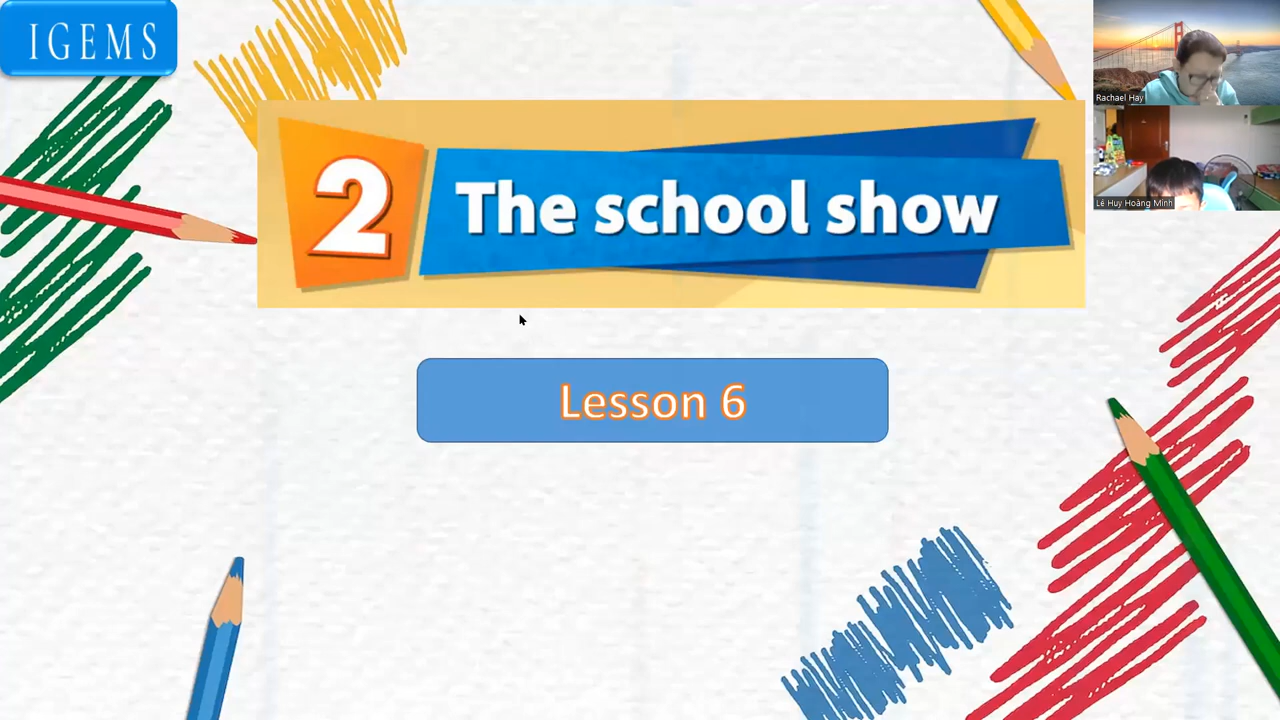 IGEMS
2 The school show
Lesson 6
Rachael Hay
Lê Huy Hoàng Minh